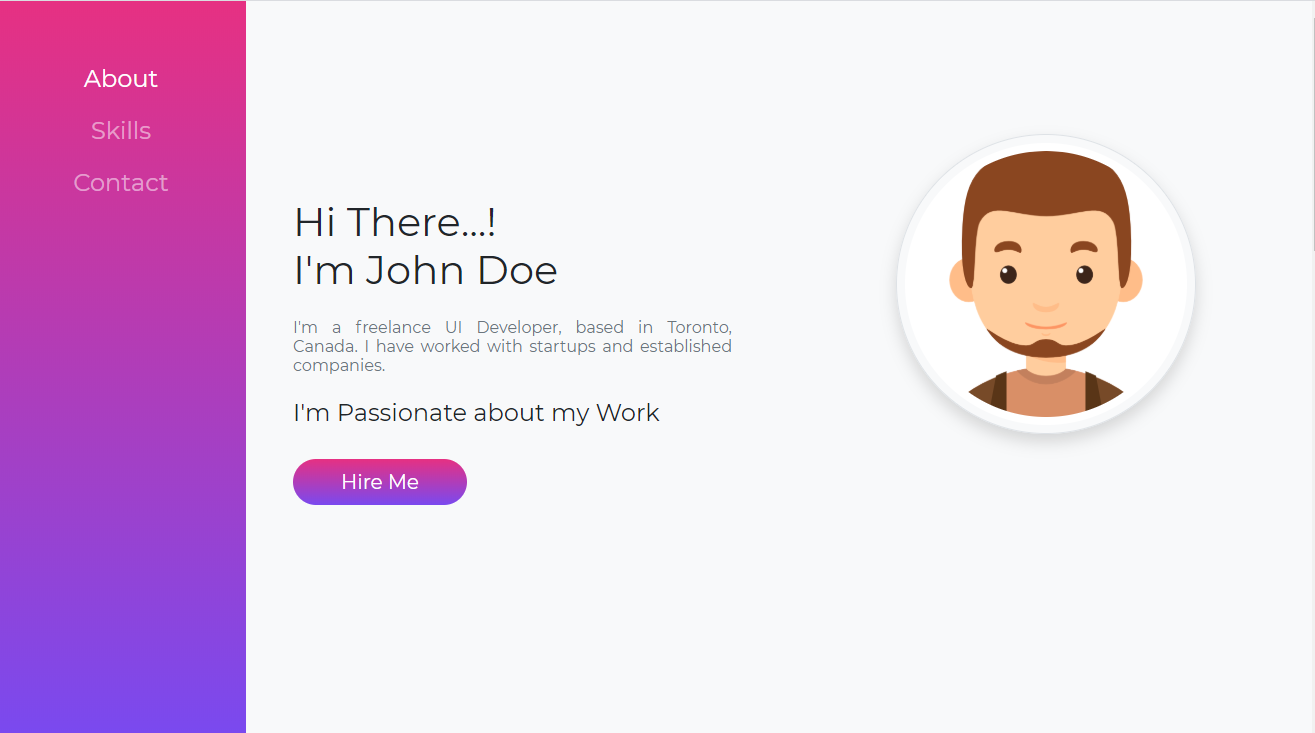 About
Skills
Contact
Hi There...!
I'm John Doe
I'm a freelance UI Developer, based in Toronto,
Canada. I have worked with startups and established
companies.
I'm Passionate about my Work
Hire Me